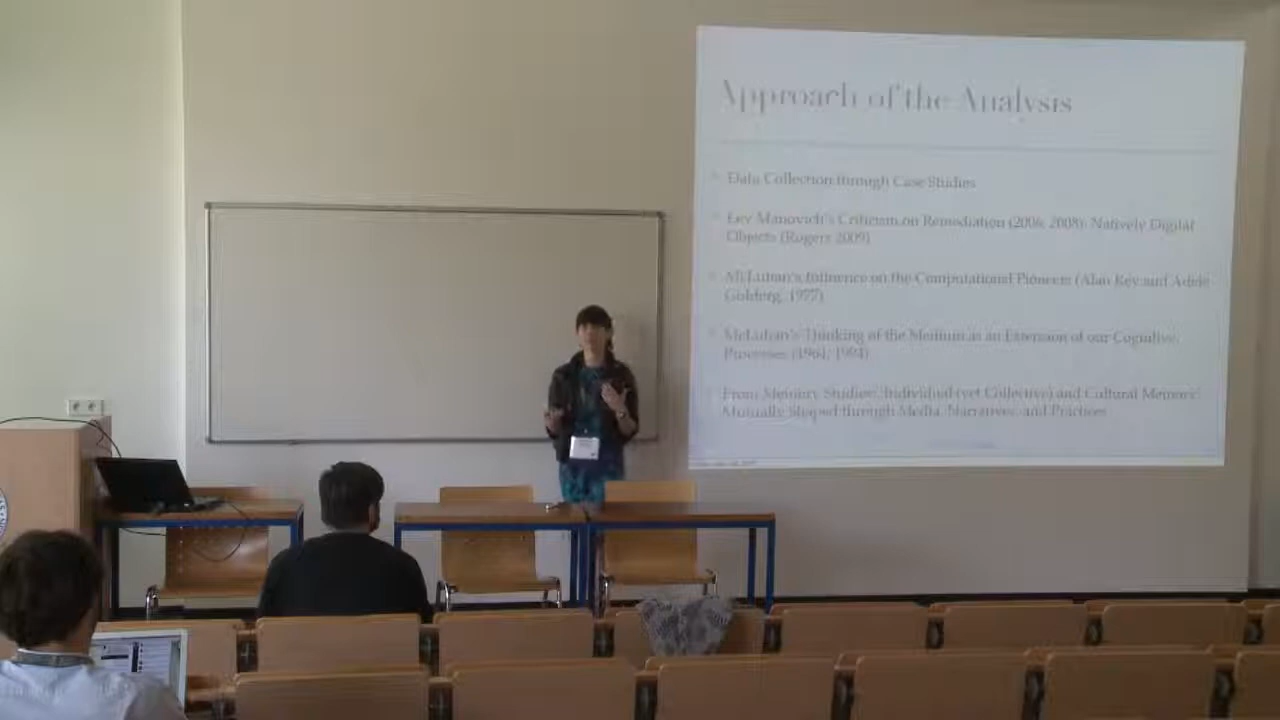 Approach of the Analysis
Data Collection through Case Studies
Lev Manovich's Criticism on Remediation (2006; 2008); Natively Digital
Objects (Rogers 2009)
McLuhan's Influence on the Computational Pioneers (Alan Key and Adele
Golderg, 1977)
McLuhan's Thinking of the Medium as an Extension of our Cognitive
Processes (1964; 1994)
From Memory Studies: 'Individual (yet Collective) and Cultural Memory'
Mutually Shaped through Media, Narratives, and Practices